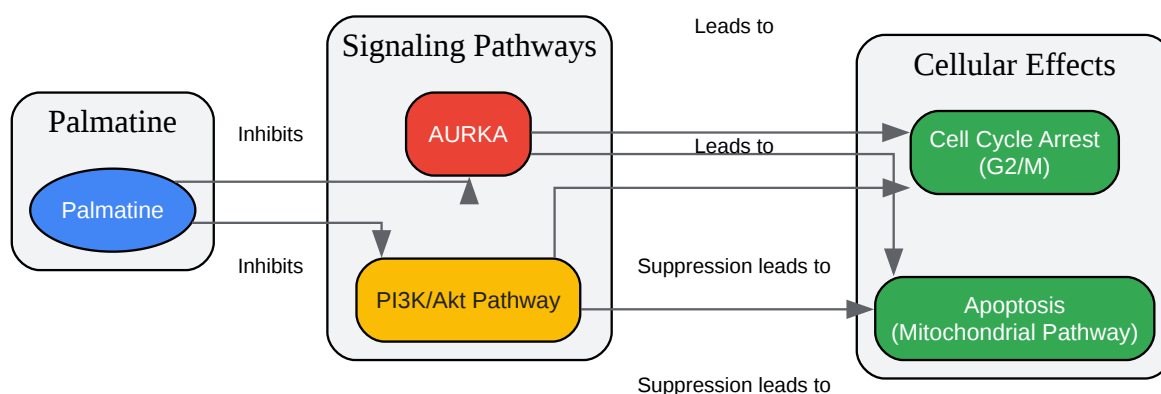 Palmatine
Palmatine
Inhibits
Inhibits
Signaling Pathways
AURKA
PI3K/Akt Pathway
Leads to
Leads to
Suppression leads to
Suppression leads to
Cellular Effects
Cell Cycle Arrest
(G2/M)
Apoptosis
(Mitochondrial Pathway)